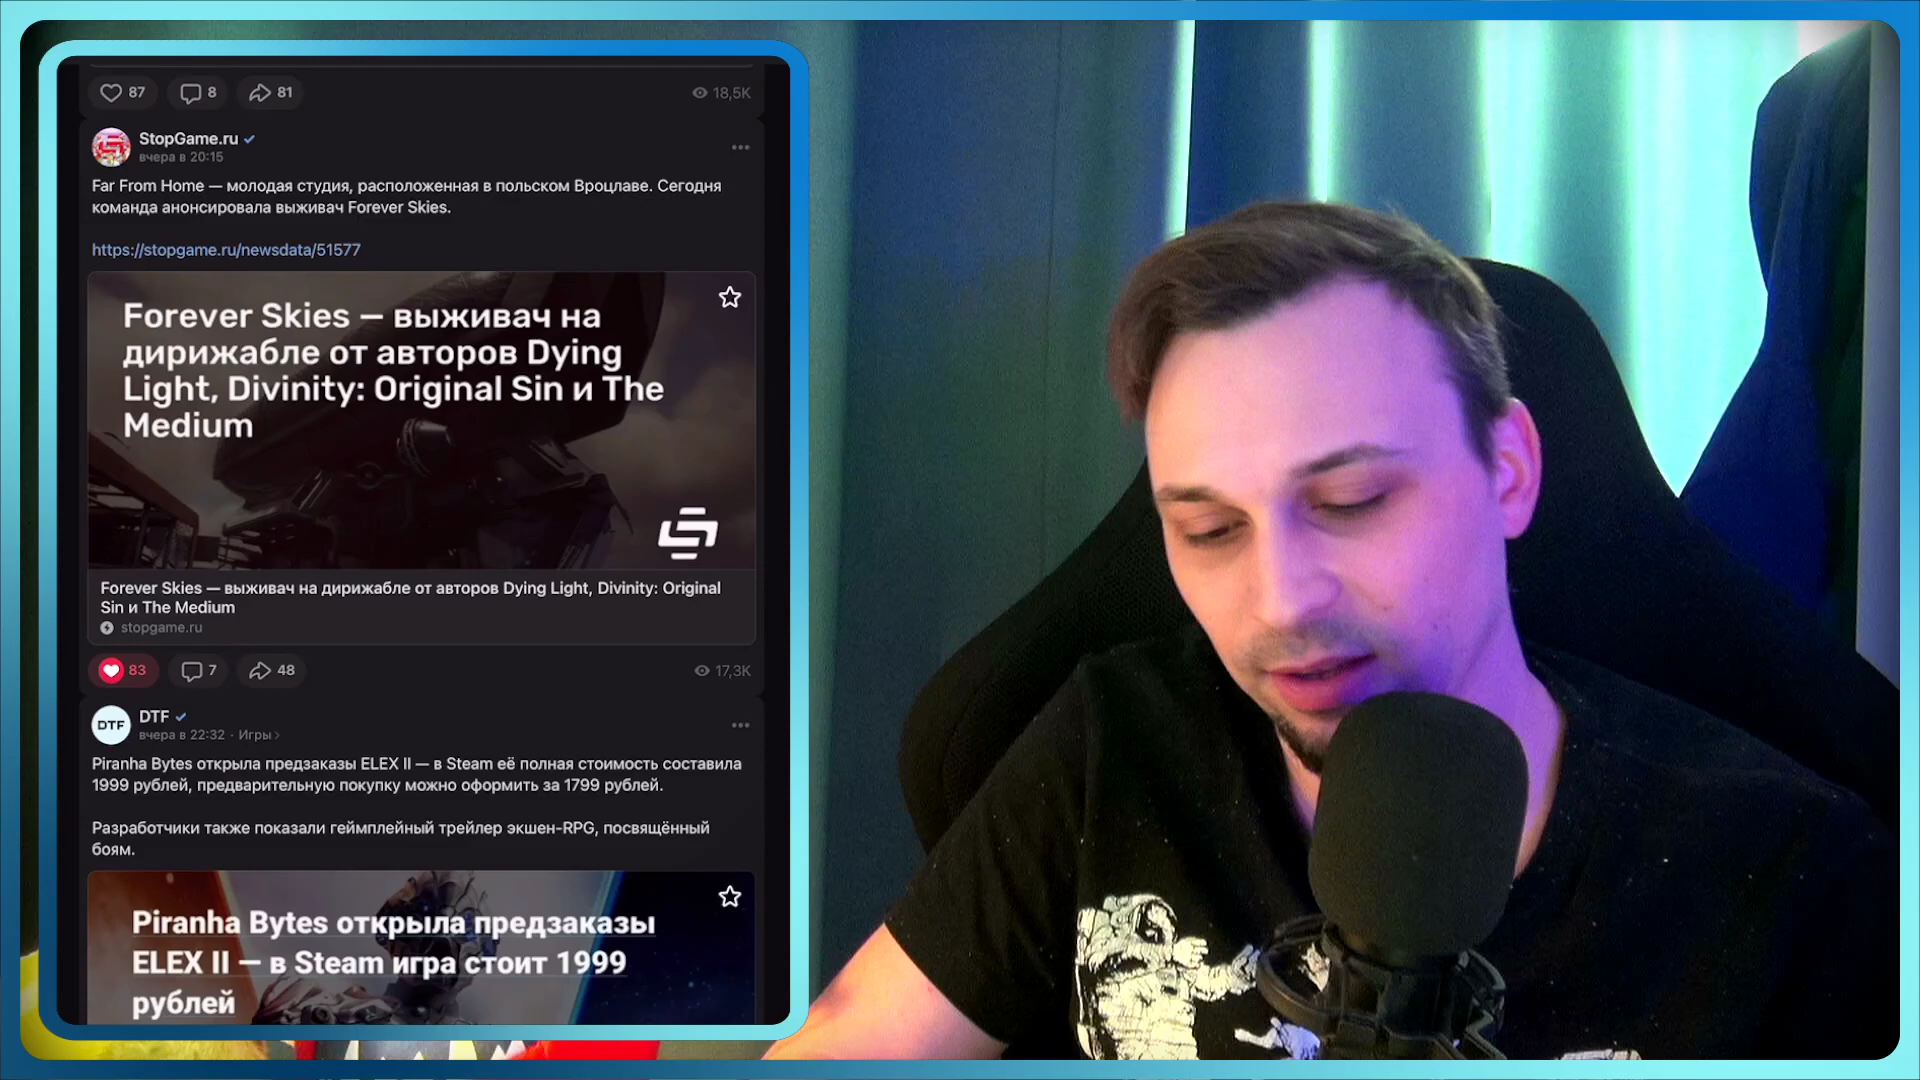 87 8 81 18,5K
StopGame.ru
вчера в 20:15
Far From Home — молодая студия, расположенная в польском Вроцлаве. Сегодня
команда анонсировала выживач Forever Skies.
https://stopgame.ru/newsdata/51577
Forever Skies — выживач на
дирижабле от авторов Dying
Light, Divinity: Original Sin и The
Medium
Forever Skies — выживач на дирижабле от авторов Dying Light, Divinity: Original
Sin и The Medium
stopgame.ru
83 7 48 17,3K
DTF
DTF
вчера в 22:32 · Игры
Piranha Bytes открыла предзаказы ELEX II — в Steam её полная стоимость составила
1999 рублей, предварительную покупку можно оформить за 1799 рублей.
Разработчики также показали геймплейный трейлер экшен-RPG, посвящённый
боям.
Piranha Bytes открыла предзаказы
ELEX II — в Steam игра стоит 1999
рублей